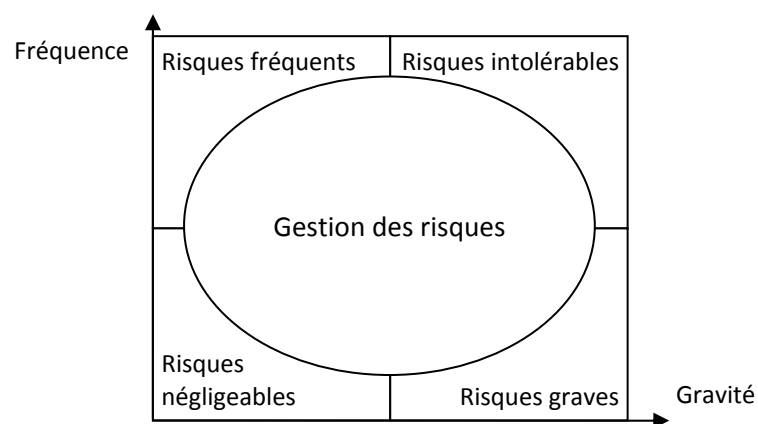 Fréquence
Risques fréquents
Risques intolérables
Gestion des risques
Risques
négligeables
Risques graves
Gravité